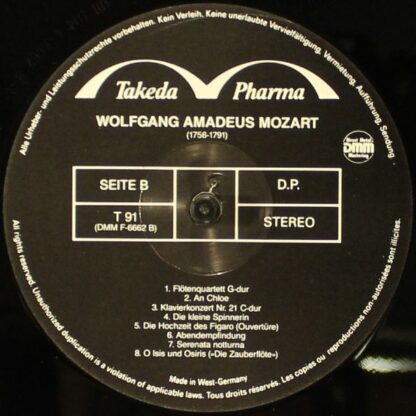 Alle Urheber- und Leistungsschutzrechte vorbehalten. Kein Verleih. Keine unerlaubte Vervielfältigung, Vermietung, Aufführung, Sendung.
Takeda Pharma
WOLFGANG AMADEUS MOZART
(1756-1791)
Direct Metal
DMM
Mastering
SEITE B
D.P.
T 91
(DMM F-6662 B)
STEREO
1. Flötenquartett G-dur
2. An Chloe
3. Klavierkonzert Nr. 21 C-dur
4. Die kleine Spinnerin
5. Die Hochzeit des Figaro (Ouvertüre)
6. Abendempfindung
7. Serenata notturna
8. O Isis und Osiris («Die Zauberflöte»)
Made in West-Germany
All rights reserved. Unauthorized duplication is a violation of applicable laws. Tous droits réservés. Les copies ou reproductions non-autorisées sont illicites.